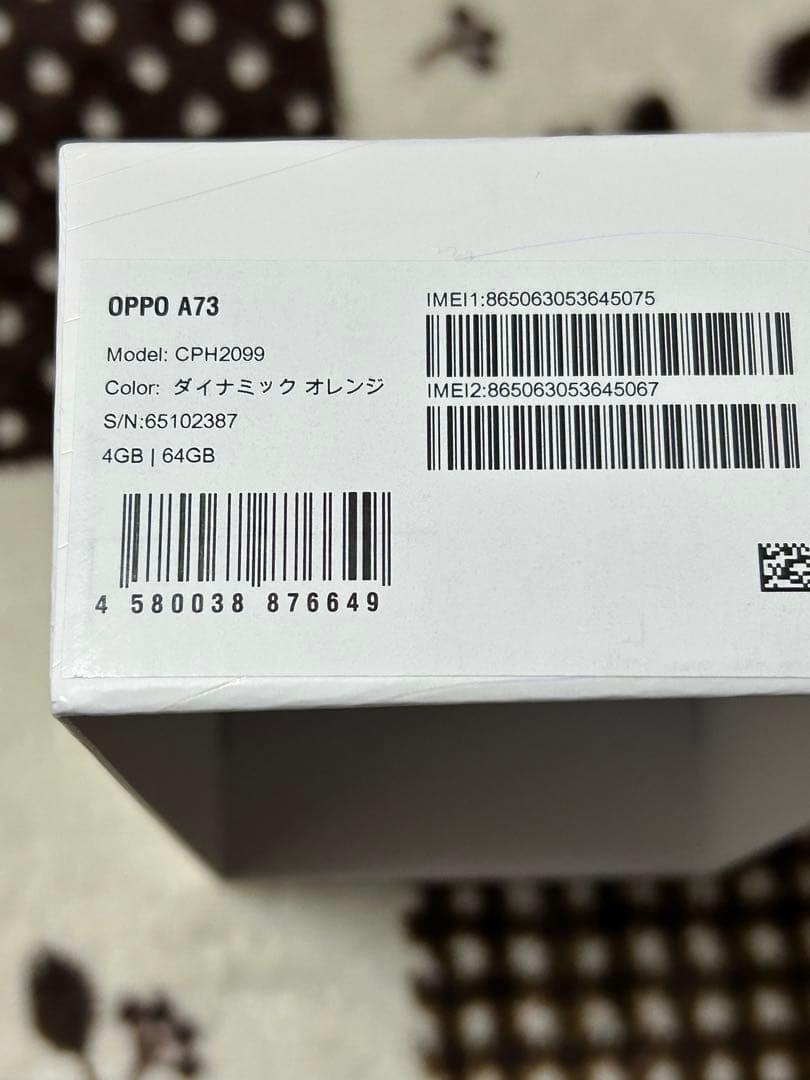 OPPO A73
Model: CPH2099
Color: ダイナミック オレンジ
S/N:65102387
4GB | 64GB
4 580038 876649
IMEI1:865063053645075
IMEI2:865063053645067